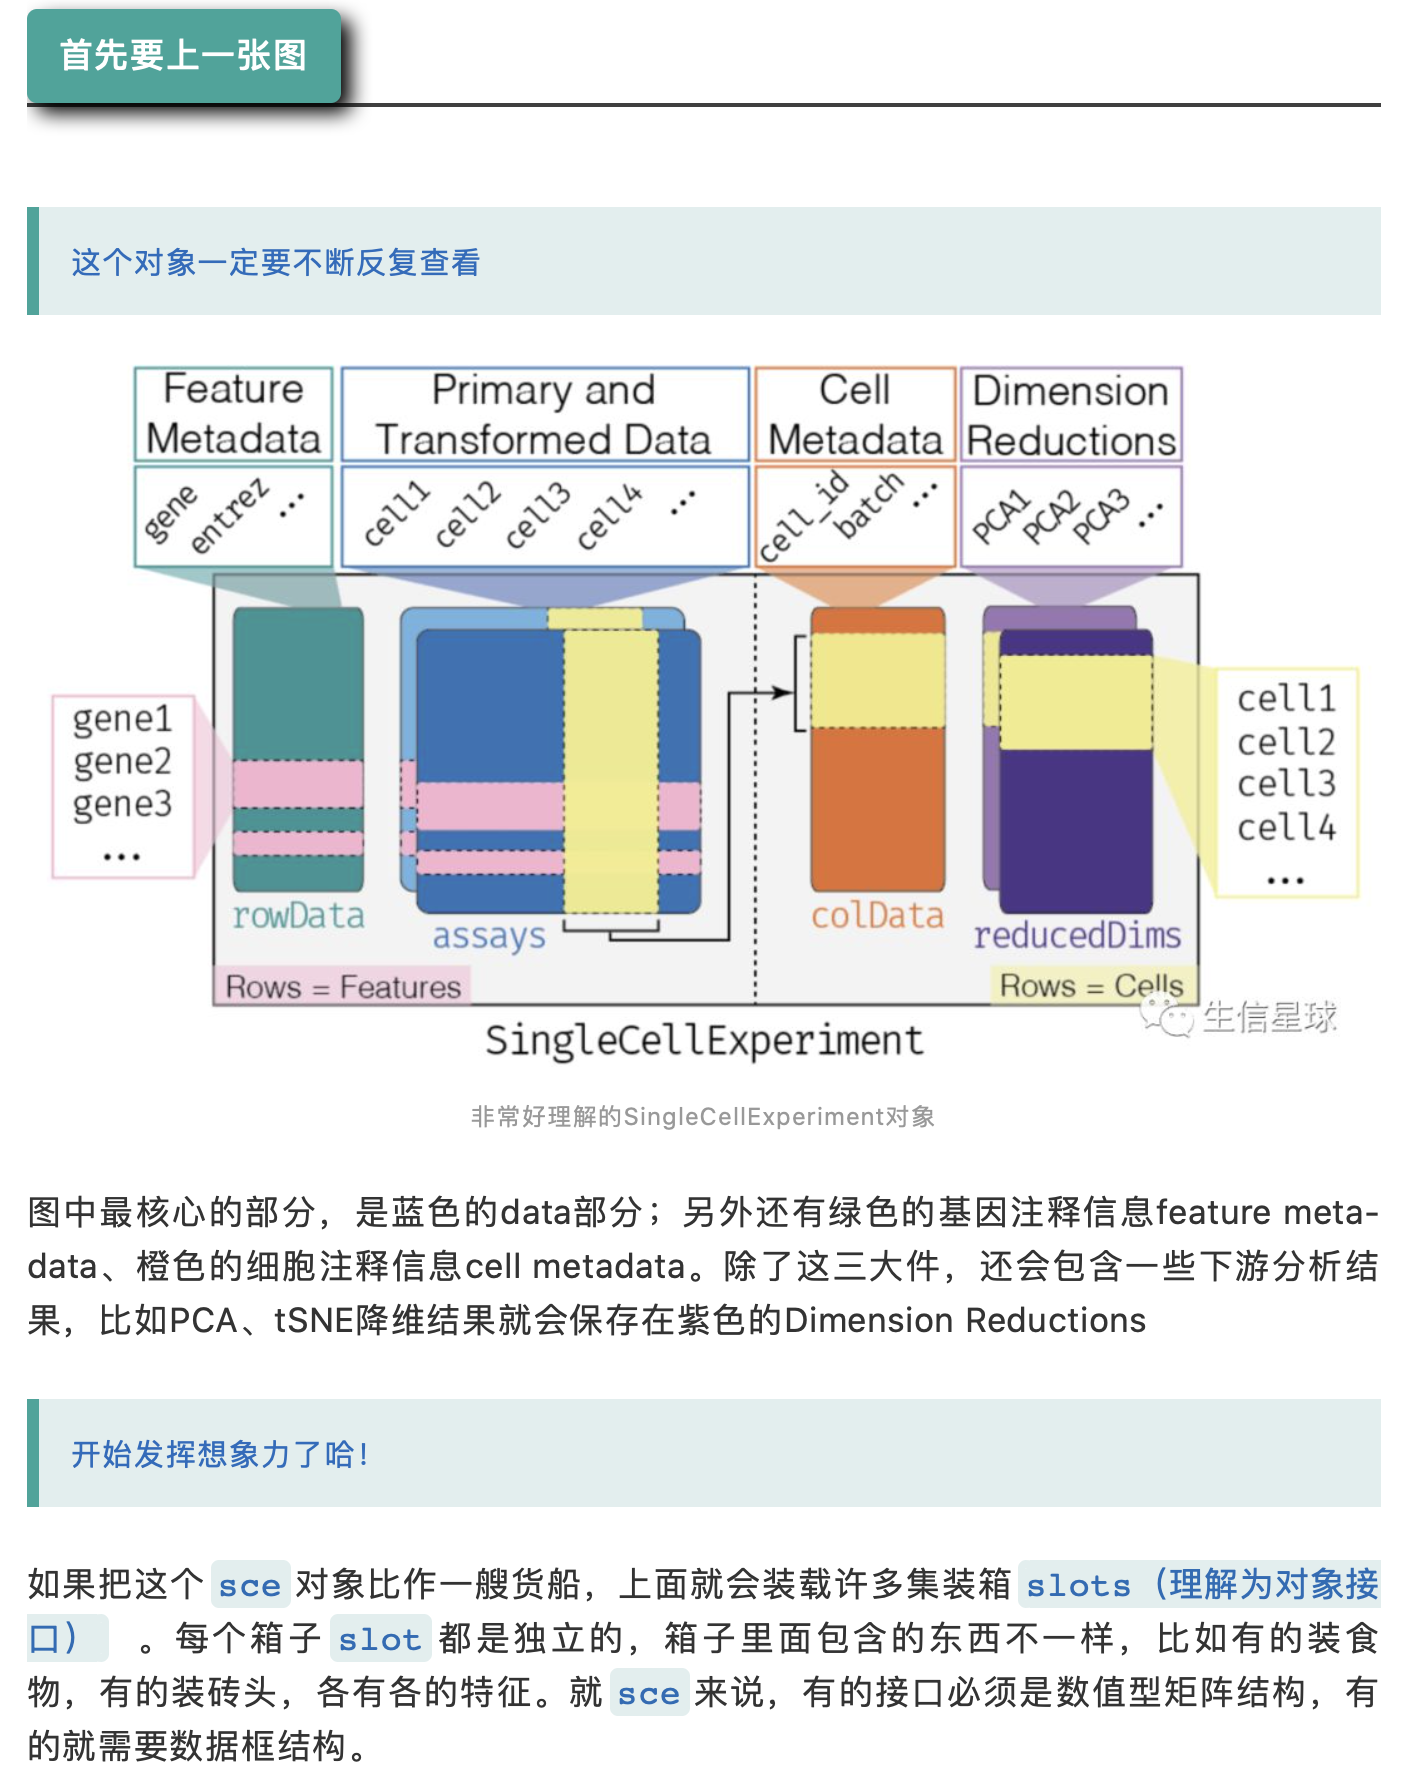 首先要上一张图
这个对象一定要不断反复查看
Feature Metadata
Primary and Transformed Data
Cell Metadata
Dimension Reductions
gene entrez ...
cell1 cell2 cell3 cell4 ...
cell_id batch ...
PCA1 PCA2 PCA3 ...
gene1
gene2
gene3
...
cell1
cell2
cell3
cell4
...
rowData
assays
colData
reducedDims
Rows = Features
Rows = Cells
生信星球
SingleCellExperiment
非常好理解的SingleCellExperiment对象
图中最核心的部分，是蓝色的data部分；另外还有绿色的基因注释信息feature meta-
data、橙色的细胞注释信息cell metadata。除了这三大件，还会包含一些下游分析结
果，比如PCA、tSNE降维结果就会保存在紫色的Dimension Reductions
开始发挥想象力了哈！
如果把这个 sce 对象比作一艘货船，上面就会装载许多集装箱 slots（理解为对象接
口） 。每个箱子 slot 都是独立的，箱子里面包含的东西不一样，比如有的装食
物，有的装砖头，各有各的特征。就 sce 来说，有的接口必须是数值型矩阵结构，有
的就需要数据框结构。